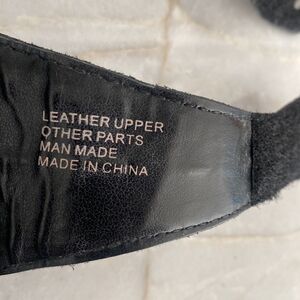 LEATHER UPPER
OTHER PARTS
MAN MADE
MADE IN CHINA